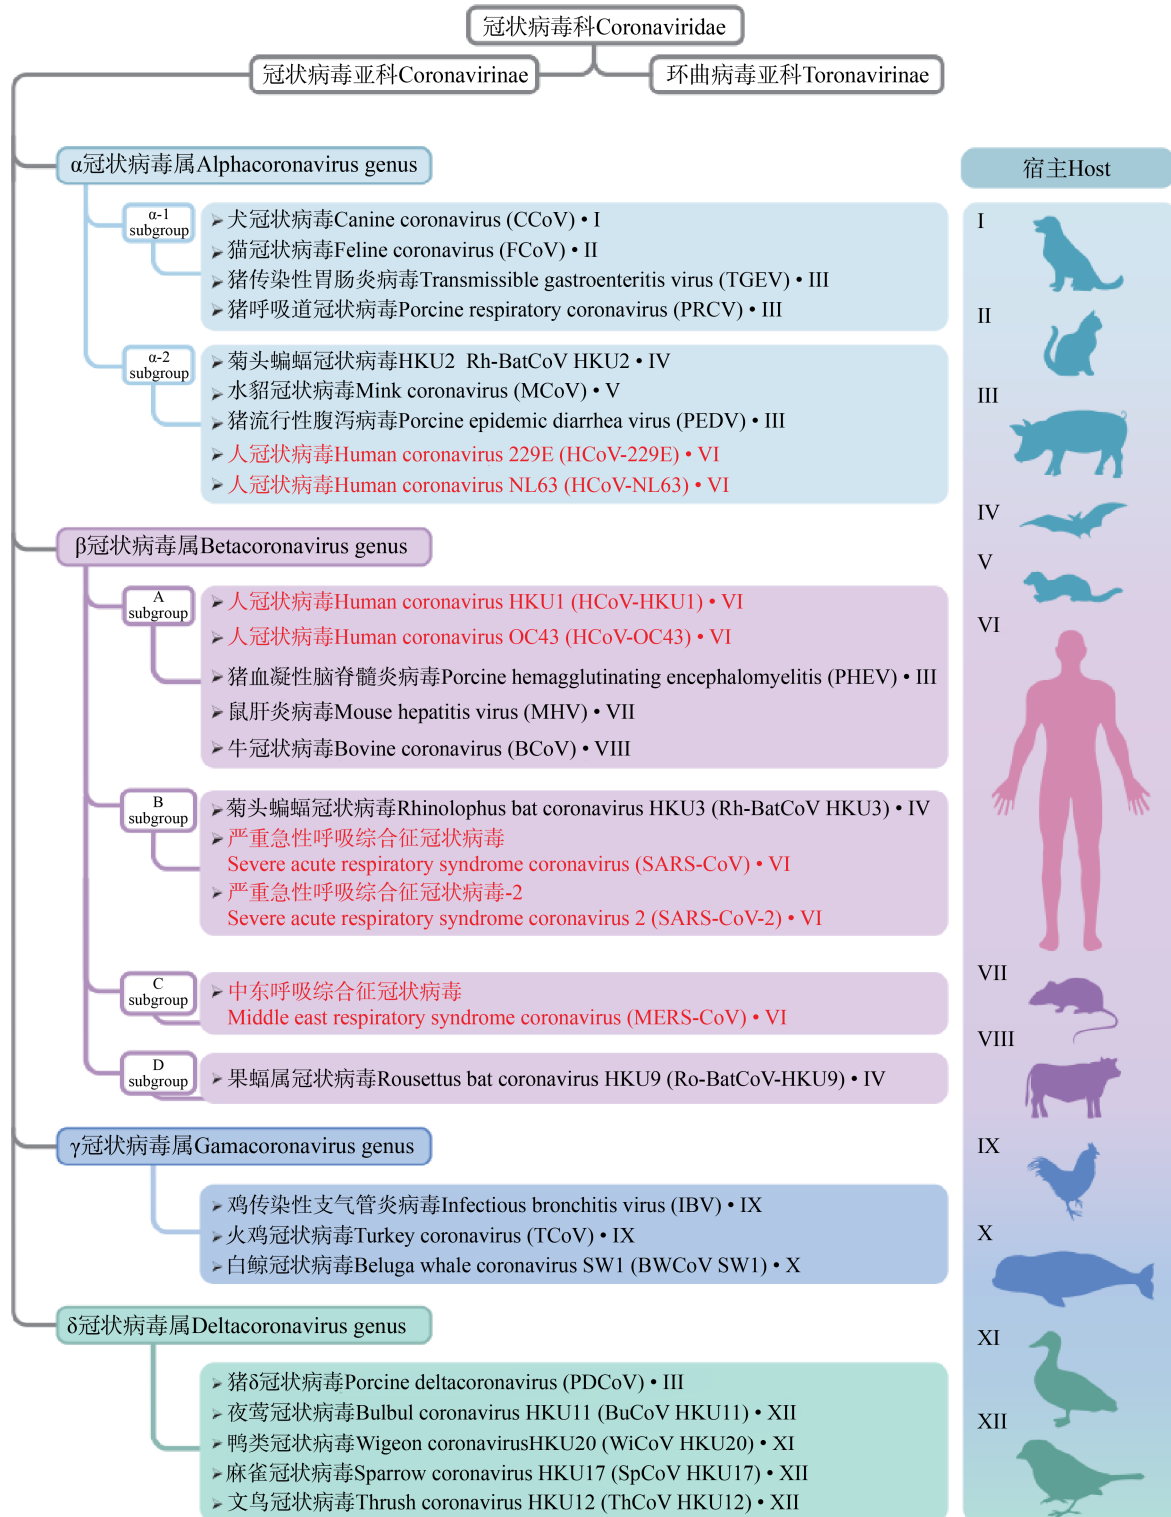 冠状病毒科Coronaviridae
冠状病毒亚科Coronavirinae
环曲病毒亚科Toronavirinae
α冠状病毒属Alphacoronavirus genus
α-1
subgroup
犬冠状病毒Canine coronavirus (CCoV) • I
猫冠状病毒Feline coronavirus (FCoV) • II
猪传染性胃肠炎病毒Transmissible gastroenteritis virus (TGEV) • III
猪呼吸道冠状病毒Porcine respiratory coronavirus (PRCV) • III
α-2
subgroup
菊头蝙蝠冠状病毒HKU2 Rh-BatCoV HKU2 • IV
水貂冠状病毒Mink coronavirus (MCoV) • V
猪流行性腹泻病毒Porcine epidemic diarrhea virus (PEDV) • III
人冠状病毒Human coronavirus 229E (HCoV-229E) • VI
人冠状病毒Human coronavirus NL63 (HCoV-NL63) • VI
β冠状病毒属Betacoronavirus genus
A
subgroup
人冠状病毒Human coronavirus HKU1 (HCoV-HKU1) • VI
人冠状病毒Human coronavirus OC43 (HCoV-OC43) • VI
猪血凝性脑脊髓炎病毒Porcine hemagglutinating encephalomyelitis (PHEV) • III
鼠肝炎病毒Mouse hepatitis virus (MHV) • VII
牛冠状病毒Bovine coronavirus (BCoV) • VIII
B
subgroup
菊头蝙蝠冠状病毒Rhinolophus bat coronavirus HKU3 (Rh-BatCoV HKU3) • IV
严重急性呼吸综合征冠状病毒
Severe acute respiratory syndrome coronavirus (SARS-CoV) • VI
严重急性呼吸综合征冠状病毒-2
Severe acute respiratory syndrome coronavirus 2 (SARS-CoV-2) • VI
C
subgroup
中东呼吸综合征冠状病毒
Middle east respiratory syndrome coronavirus (MERS-CoV) • VI
D
subgroup
果蝠属冠状病毒Rousettus bat coronavirus HKU9 (Ro-BatCoV-HKU9) • IV
γ冠状病毒属Gamacoronavirus genus
鸡传染性支气管炎病毒Infectious bronchitis virus (IBV) • IX
火鸡冠状病毒Turkey coronavirus (TCoV) • IX
白鲸冠状病毒Beluga whale coronavirus SW1 (BWCoV SW1) • X
δ冠状病毒属Deltacoronavirus genus
猪δ冠状病毒Porcine deltacoronavirus (PDCoV) • III
夜莺冠状病毒Bulbul coronavirus HKU11 (BuCoV HKU11) • XII
鸭类冠状病毒Wigeon coronavirusHKU20 (WiCoV HKU20) • XI
麻雀冠状病毒Sparrow coronavirus HKU17 (SpCoV HKU17) • XII
文鸟冠状病毒Thrush coronavirus HKU12 (ThCoV HKU12) • XII
宿主Host
I
II
III
IV
V
VI
VII
VIII
IX
X
XI
XII